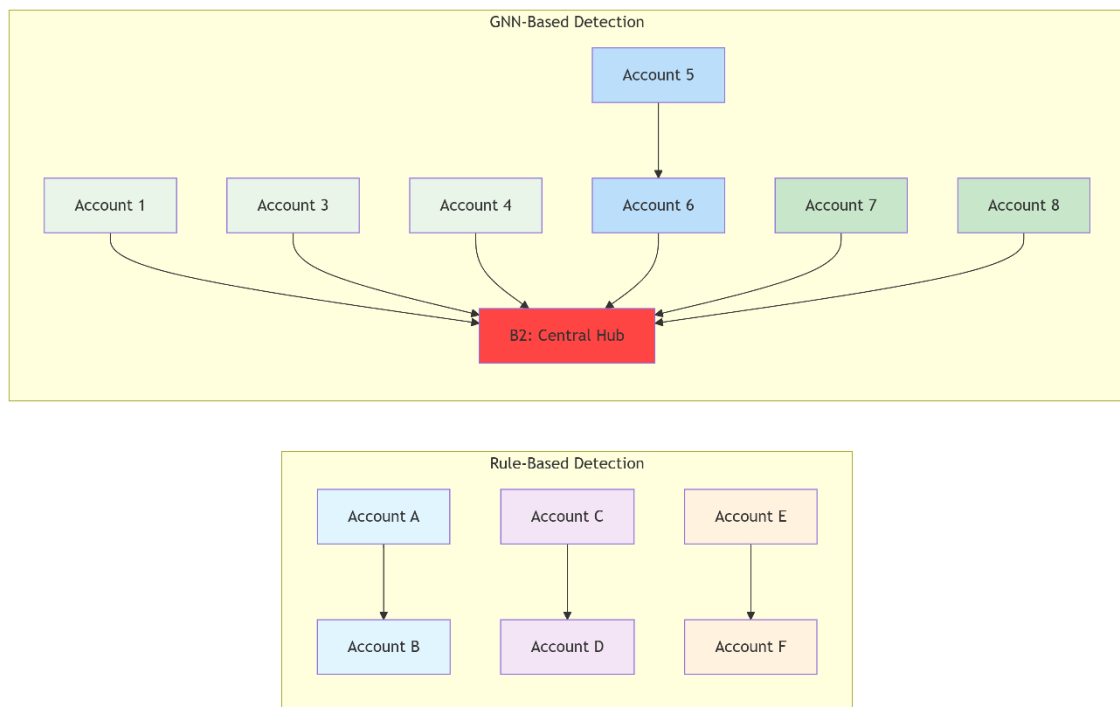 GNN-Based Detection
Account 5
Account 1
Account 3
Account 4
Account 6
Account 7
Account 8
B2: Central Hub
Rule-Based Detection
Account A
Account C
Account E
Account B
Account D
Account F